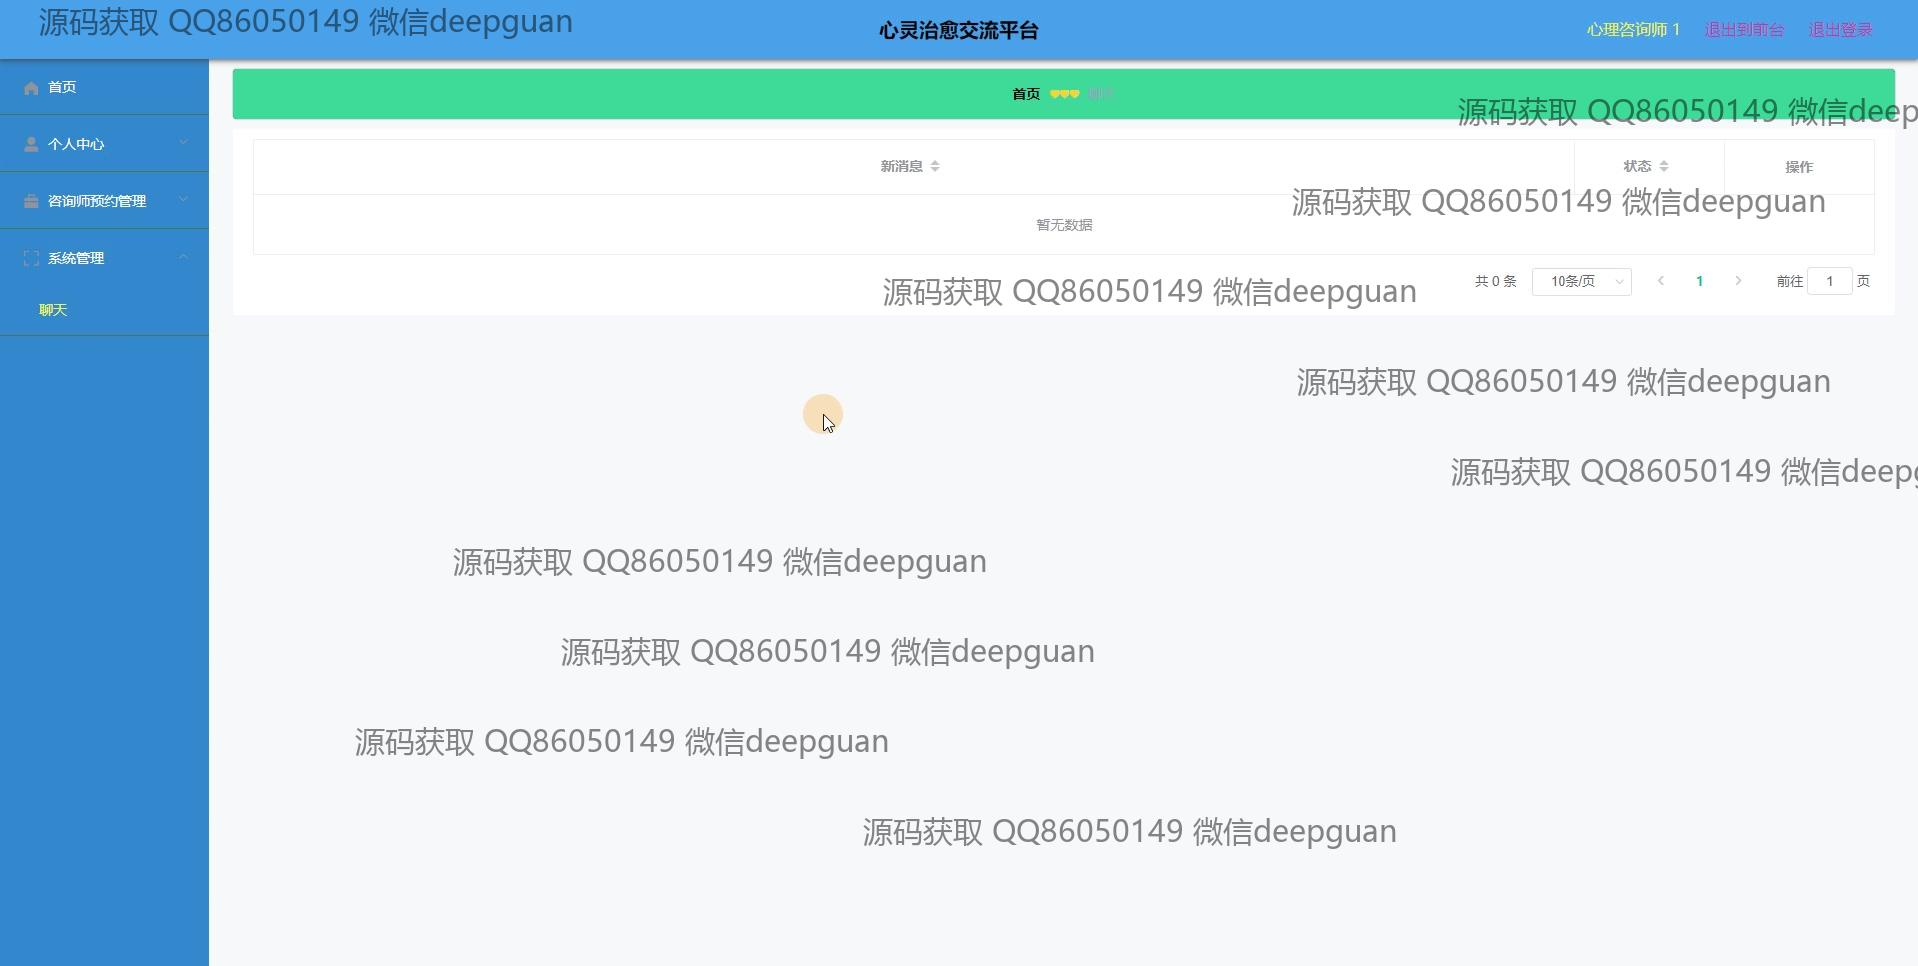 源码获取 QQ86050149 微信deepguan
心灵治愈交流平台
心理咨询师 1 退出到前台 退出登录
首页
个人中心
咨询师预约管理
系统管理
聊天
首页 聊天
源码获取 QQ86050149 微信deep
新消息 状态 操作
源码获取 QQ86050149 微信deepguan
暂无数据
共 0 条 10条/页 1 前往 1 页
源码获取 QQ86050149 微信deepguan
源码获取 QQ86050149 微信deepguan
源码获取 QQ86050149 微信deepg
源码获取 QQ86050149 微信deepguan
源码获取 QQ86050149 微信deepguan
源码获取 QQ86050149 微信deepguan
源码获取 QQ86050149 微信deepguan